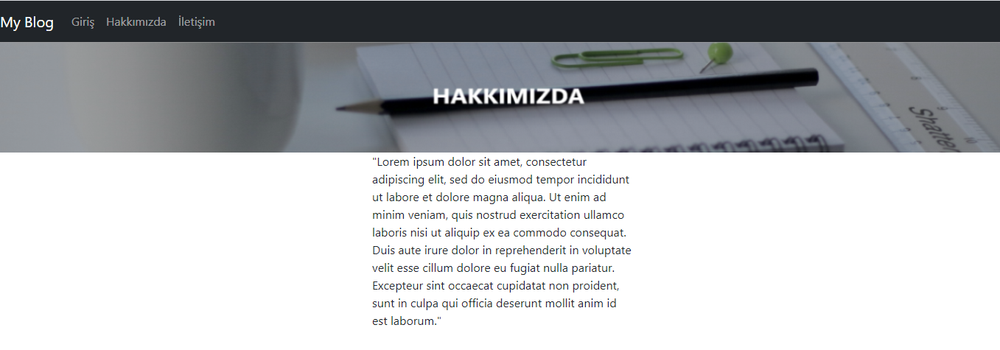 My Blog Giriş Hakkımızda İletişim
HAKKIMIZDA
Shatter
"Lorem ipsum dolor sit amet, consectetur
adipiscing elit, sed do eiusmod tempor incididunt
ut labore et dolore magna aliqua. Ut enim ad
minim veniam, quis nostrud exercitation ullamco
laboris nisi ut aliquip ex ea commodo consequat.
Duis aute irure dolor in reprehenderit in voluptate
velit esse cillum dolore eu fugiat nulla pariatur.
Excepteur sint occaecat cupidatat non proident,
sunt in culpa qui officia deserunt mollit anim id
est laborum."